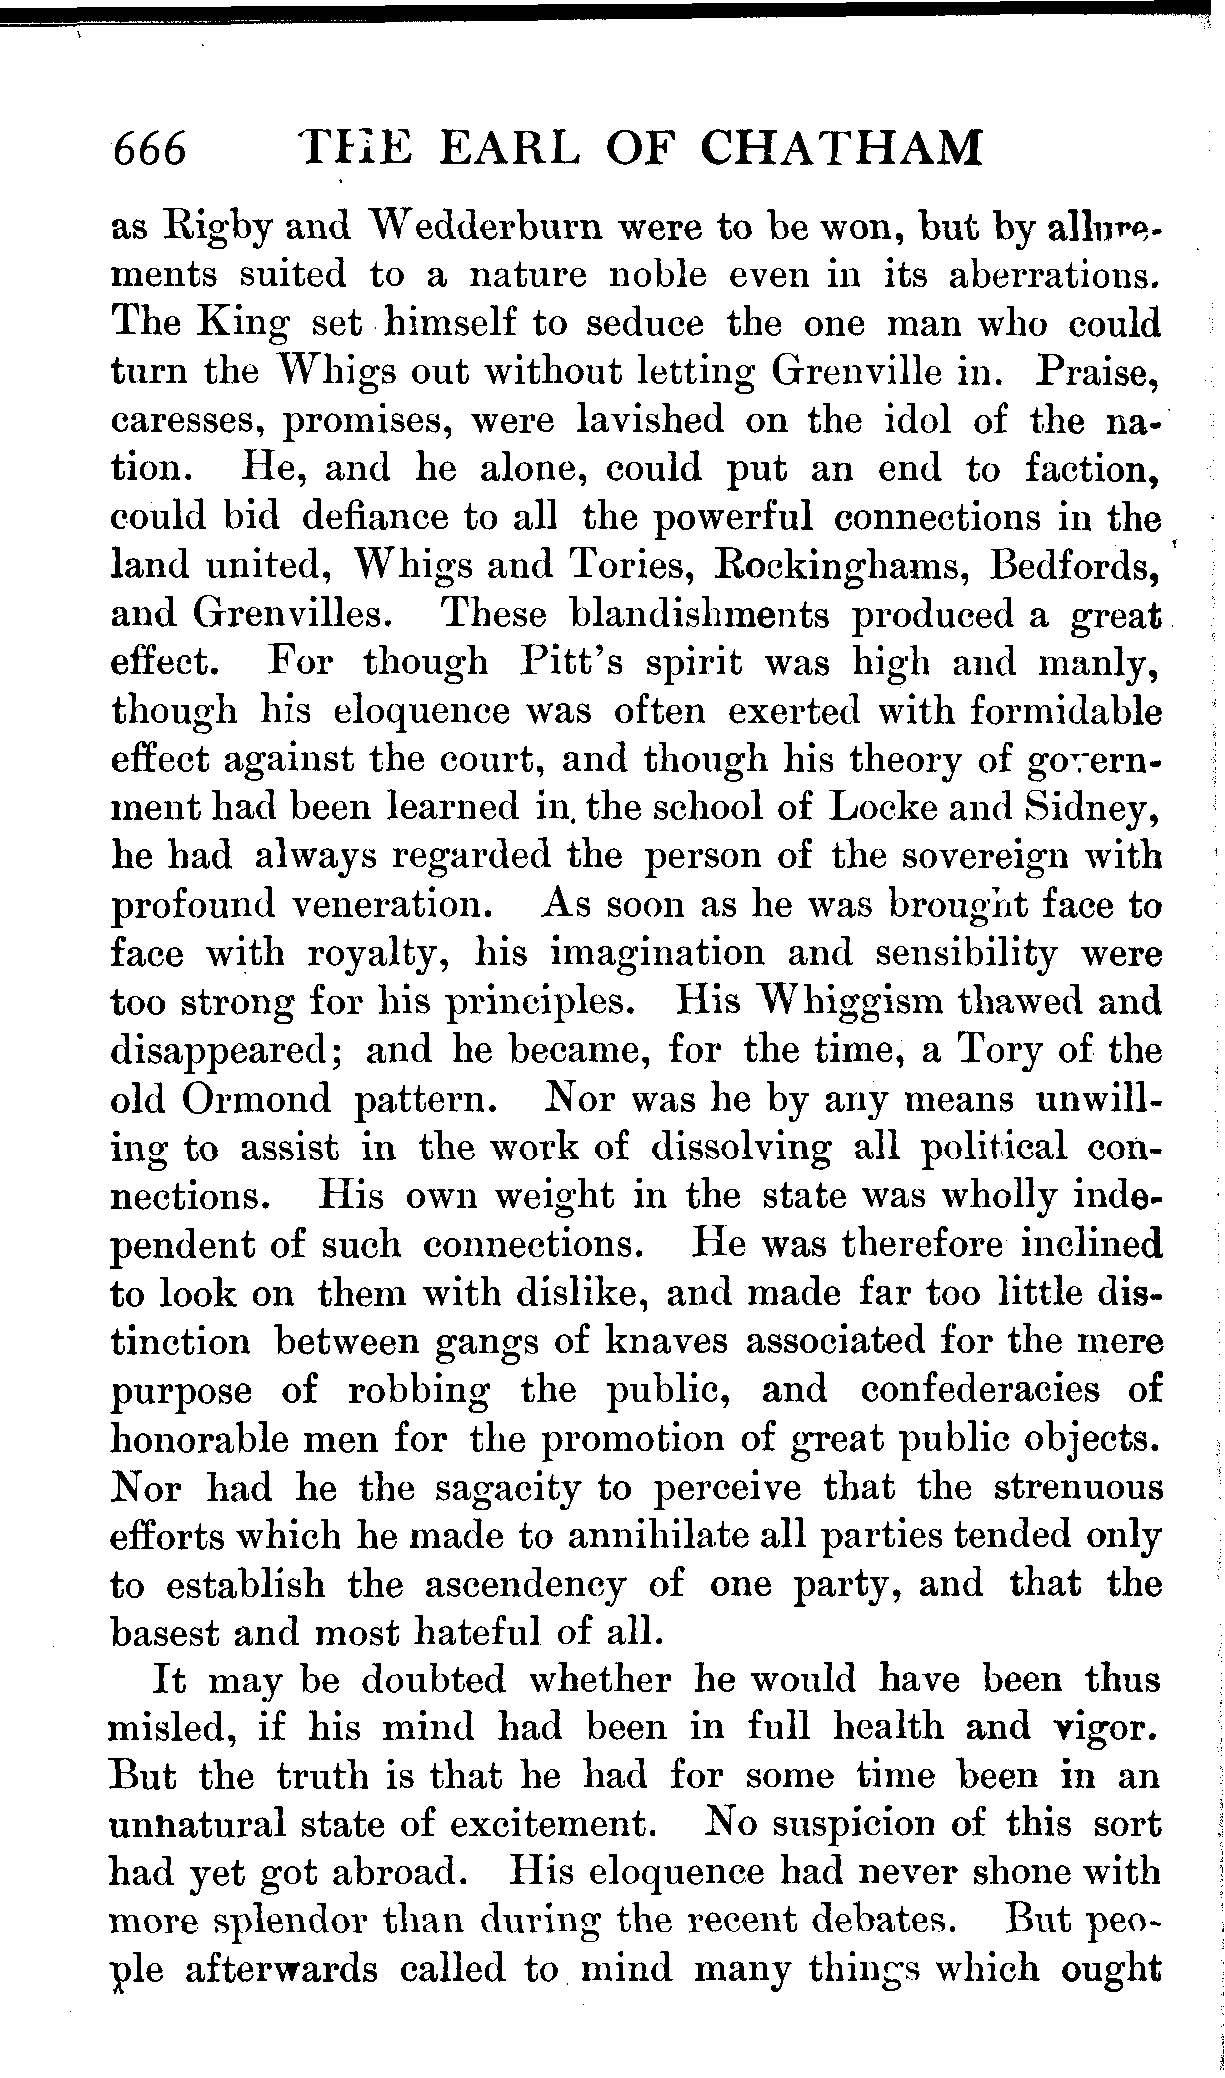 666 THE EARL OF CHATHAM
as Rigby and Wedderburn were to be won, but by allure-
ments suited to a nature noble even in its aberrations.
The King set himself to seduce the one man who could
turn the Whigs out without letting Grenville in. Praise,
caresses, promises, were lavished on the idol of the na-
tion. He, and he alone, could put an end to faction,
could bid defiance to all the powerful connections in the
land united, Whigs and Tories, Rockinghams, Bedfords,
and Grenvilles. These blandishments produced a great
effect. For though Pitt's spirit was high and manly,
though his eloquence was often exerted with formidable
effect against the court, and though his theory of govern-
ment had been learned in the school of Locke and Sidney,
he had always regarded the person of the sovereign with
profound veneration. As soon as he was brought face to
face with royalty, his imagination and sensibility were
too strong for his principles. His Whiggism thawed and
disappeared; and he became, for the time, a Tory of the
old Ormond pattern. Nor was he by any means unwill-
ing to assist in the work of dissolving all political con-
nections. His own weight in the state was wholly inde-
pendent of such connections. He was therefore inclined
to look on them with dislike, and made far too little dis-
tinction between gangs of knaves associated for the mere
purpose of robbing the public, and confederacies of
honorable men for the promotion of great public objects.
Nor had he the sagacity to perceive that the strenuous
efforts which he made to annihilate all parties tended only
to establish the ascendency of one party, and that the
basest and most hateful of all.
It may be doubted whether he would have been thus
misled, if his mind had been in full health and vigor.
But the truth is that he had for some time been in an
unnatural state of excitement. No suspicion of this sort
had yet got abroad. His eloquence had never shone with
more splendor than during the recent debates. But peo-
ple afterwards called to mind many things which ought